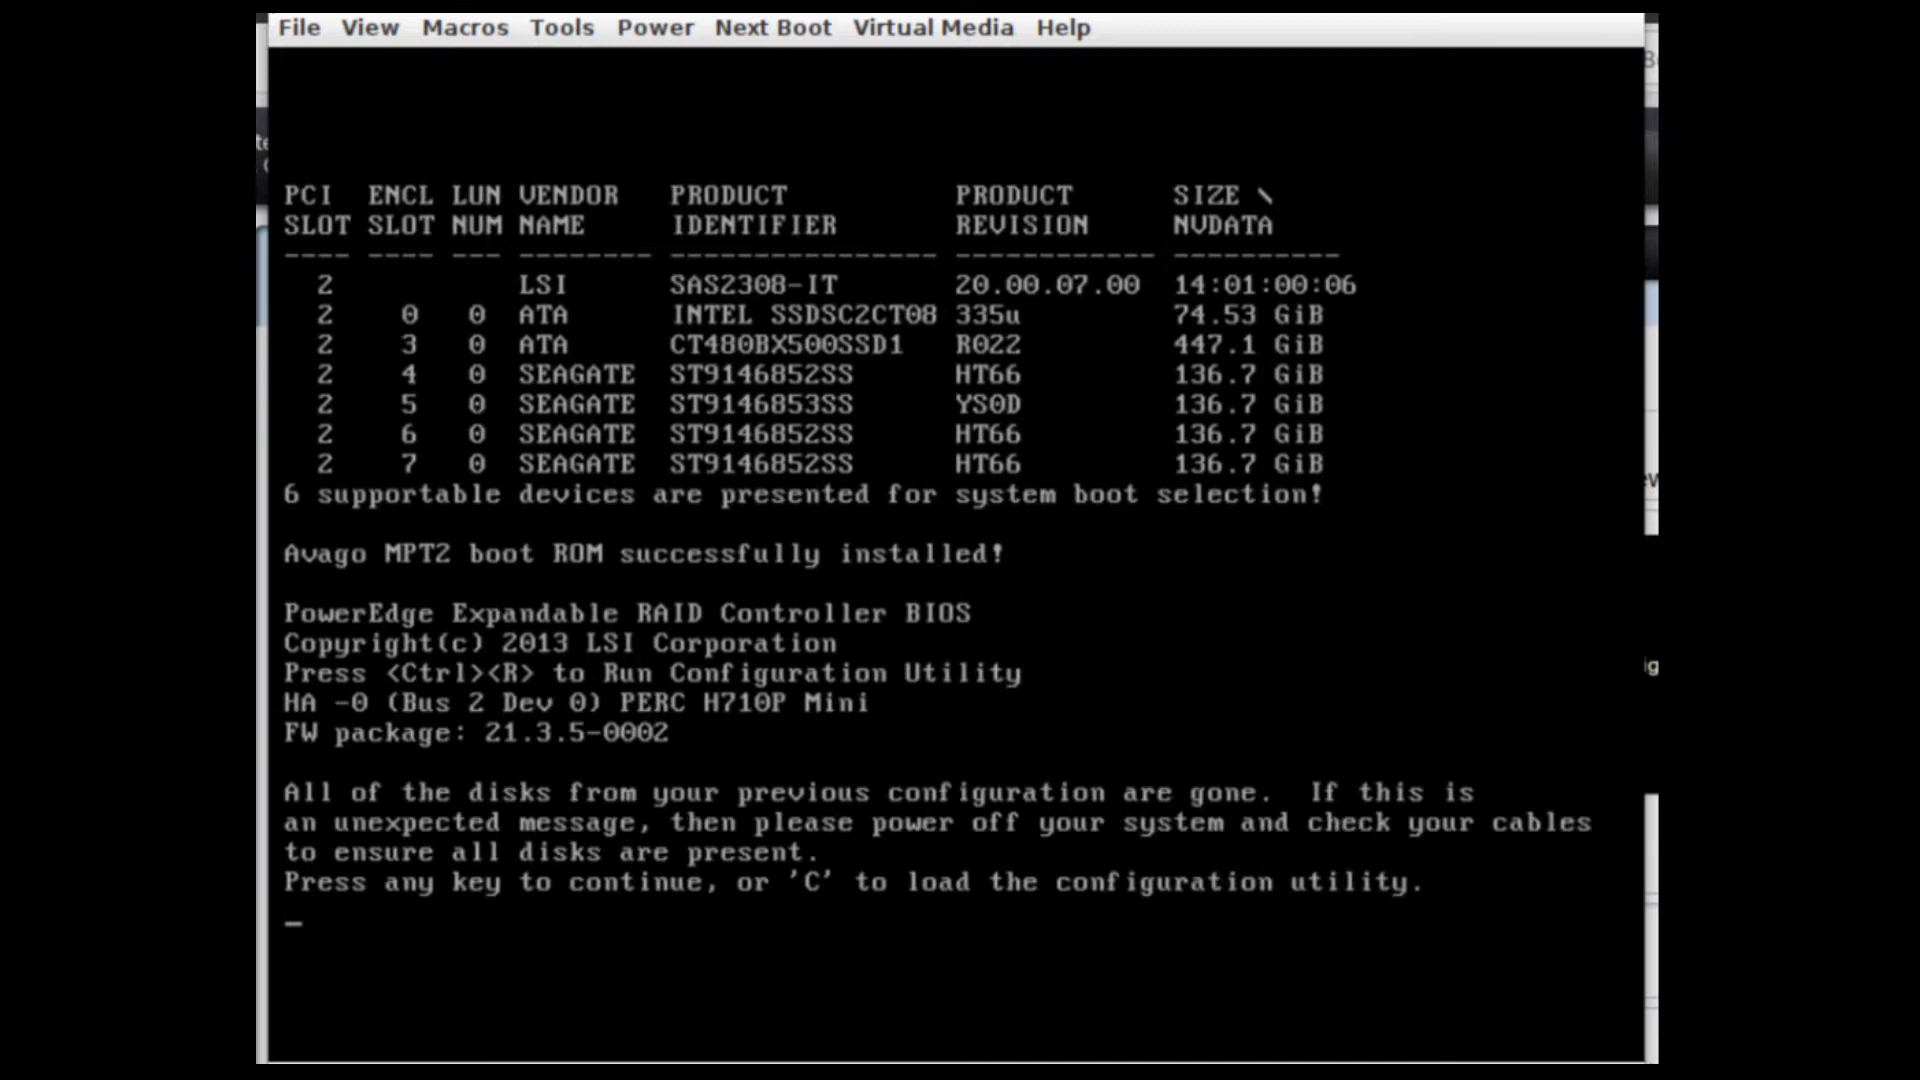 File View Macros Tools Power Next Boot Virtual Media Help
PCI ENCL LUN VENDOR PRODUCT PRODUCT SIZE \
SLOT SLOT NUM NAME IDENTIFIER REVISION NVDATA
---- ---- --- -------- ---------------- ------------ ----------
2 LSI SAS2308-IT 20.00.07.00 14:01:00:06
2 0 0 ATA INTEL SSDSC2CT08 335u 74.53 GiB
2 3 0 ATA CT480BX500SSD1 R022 447.1 GiB
2 4 0 SEAGATE ST9146852SS HT66 136.7 GiB
2 5 0 SEAGATE ST9146853SS YS0D 136.7 GiB
2 6 0 SEAGATE ST9146852SS HT66 136.7 GiB
2 7 0 SEAGATE ST9146852SS HT66 136.7 GiB
6 supportable devices are presented for system boot selection!
Avago MPT2 boot ROM successfully installed!
PowerEdge Expandable RAID Controller BIOS
Copyright(c) 2013 LSI Corporation
Press <Ctrl><R> to Run Configuration Utility
HA -0 (Bus 2 Dev 0) PERC H710P Mini
FW package: 21.3.5-0002
All of the disks from your previous configuration are gone.  If this is
an unexpected message, then please power off your system and check your cables
to ensure all disks are present.
Press any key to continue, or 'C' to load the configuration utility.
_